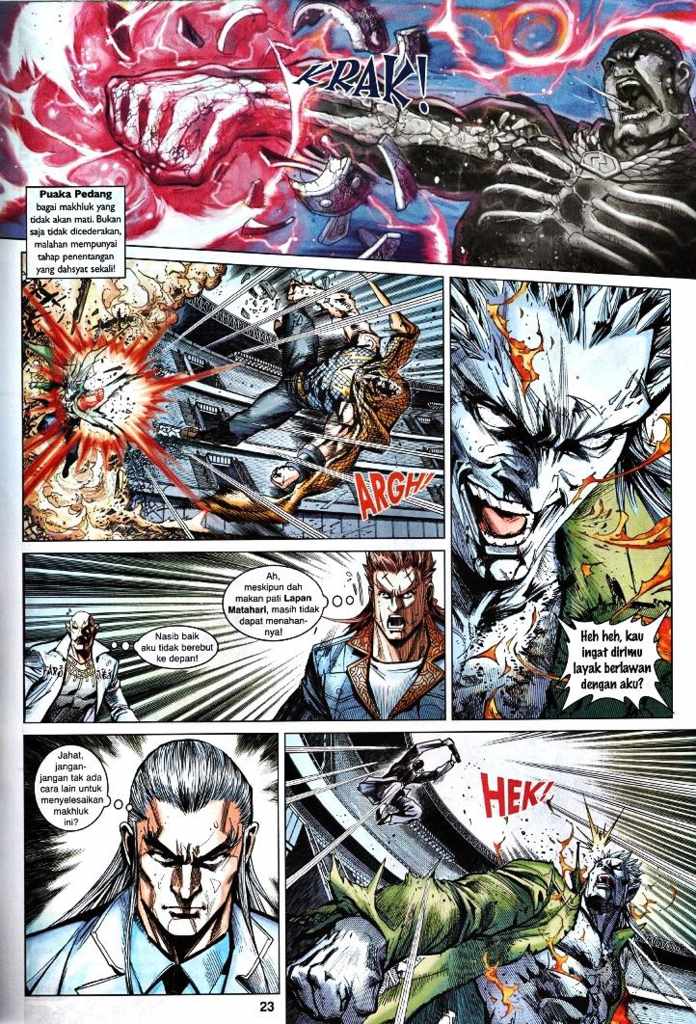 KRAK!
Puaka Pedang
bagai makhluk yang
tidak akan mati. Bukan
saja tidak dicederakan,
malahan mempunyai
tahap penentangan
yang dahsyat sekali!
ARGH!
Heh heh, kau
ingat dirimu
layak berlawan
dengan aku?
Ah,
meskipun dah
makan pati Lapan
Matahari, masih tidak
dapat menahan-
nya!
Nasib baik
aku tidak berebut
ke depan!
Jahat,
jangan-
jangan tak ada
cara lain untuk
menyelesaikan
makhluk
ini?
HEK!
23